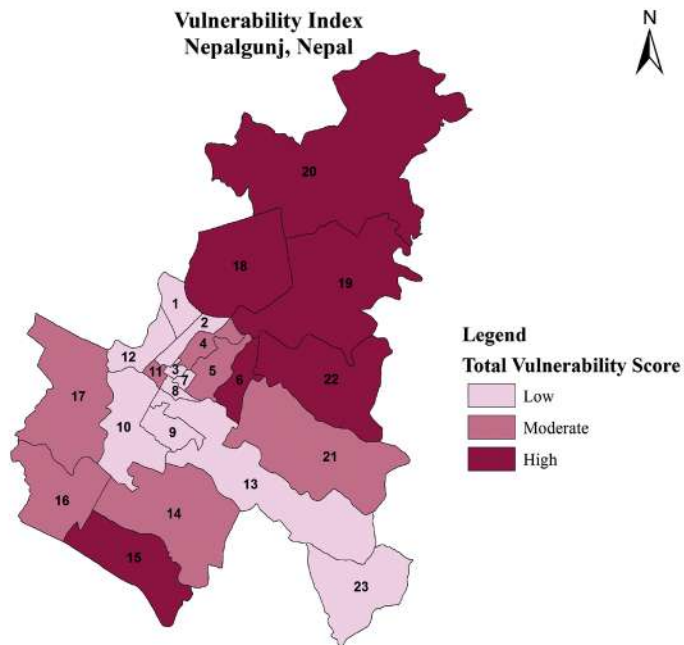 Vulnerability Index
Nepalgunj, Nepal
N
20
18
19
1
2
4
12
3
11
5
7
6
22
8
17
10
9
21
13
16
14
15
23
Legend
Total Vulnerability Score
Low
Moderate
High